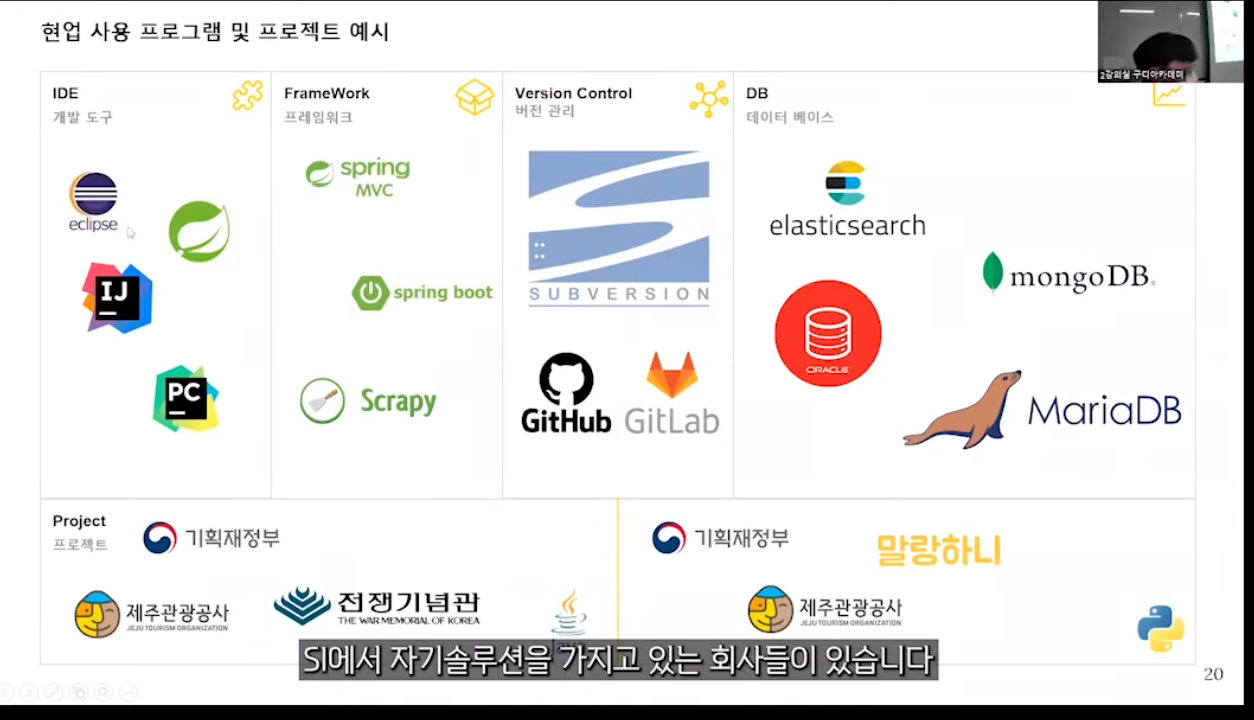 현업 사용 프로그램 및 프로젝트 예시
2강의실 구디아카데미
IDE
개발 도구
eclipse
IJ
PC
FrameWork
프레임워크
spring
MVC
spring boot
Scrapy
Version Control
버전 관리
SUBVERSION
GitHub
GitLab
DB
데이터 베이스
elasticsearch
mongoDB®
ORACLE
MariaDB
Project
프로젝트
기획재정부
제주관광공사
JEJU TOURISM ORGANIZATION
전쟁기념관
THE WAR MEMORIAL OF KOREA
기획재정부
말랑하니
제주관광공사
JEJU TOURISM ORGANIZATION
SI에서 자기솔루션을 가지고 있는 회사들이 있습니다
20